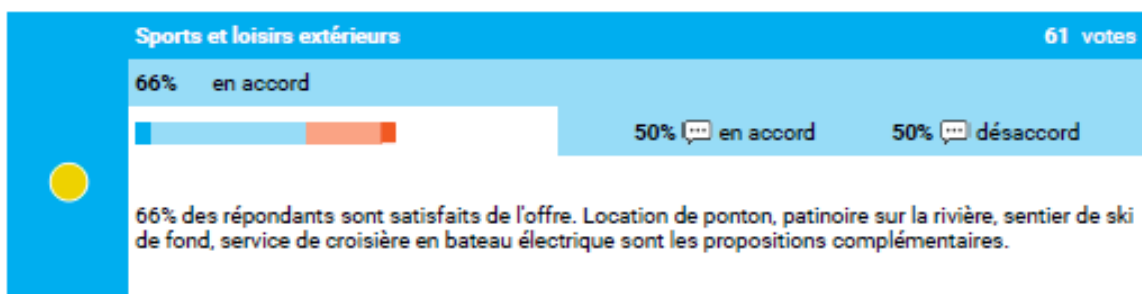 Sports et loisirs extérieurs 61 votes
66% en accord
50% en accord 50% désaccord
66% des répondants sont satisfaits de l'offre. Location de ponton, patinoire sur la rivière, sentier de ski
de fond, service de croisière en bateau électrique sont les propositions complémentaires.